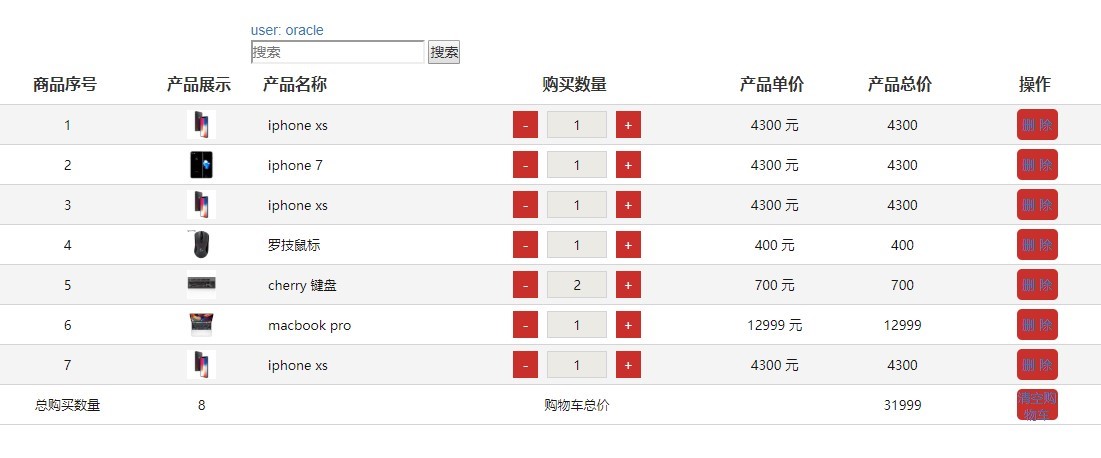 user: oracle
搜索 搜索
商品序号 产品展示 产品名称 购买数量 产品单价 产品总价 操作
1 iphone xs - 1 + 4300 元 4300 删 除
2 iphone 7 - 1 + 4300 元 4300 删 除
3 iphone xs - 1 + 4300 元 4300 删 除
4 罗技鼠标 - 1 + 400 元 400 删 除
5 cherry 键盘 - 2 + 700 元 700 删 除
6 macbook pro - 1 + 12999 元 12999 删 除
7 iphone xs - 1 + 4300 元 4300 删 除
总购买数量 8 购物车总价 31999 清空购
物车